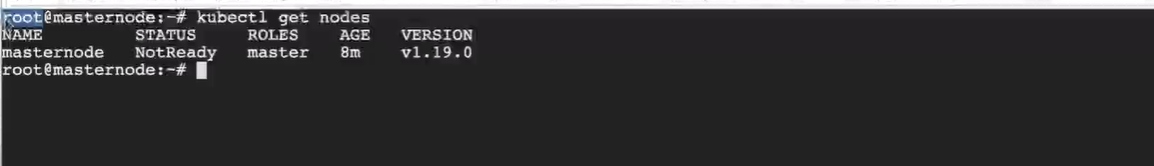 root@masternode:~# kubectl get nodes
NAME STATUS ROLES AGE VERSION
masternode NotReady master 8m v1.19.0
root@masternode:~#